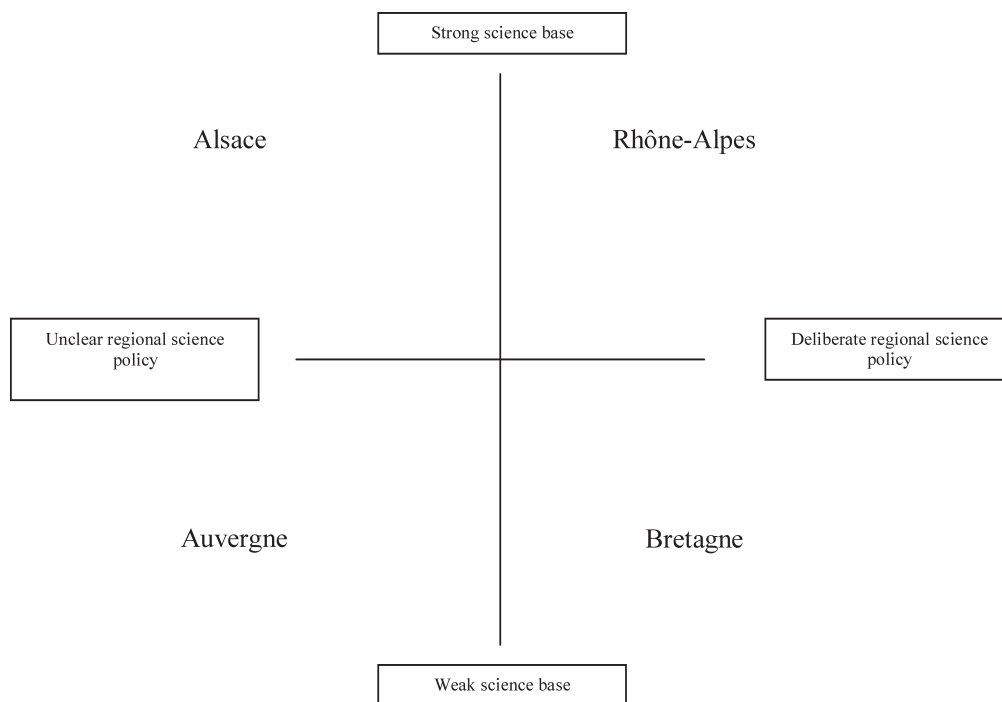 Strong science base
Alsace
Rhône-Alpes
Unclear regional science
policy
Deliberate regional science
policy
Auvergne
Bretagne
Weak science base